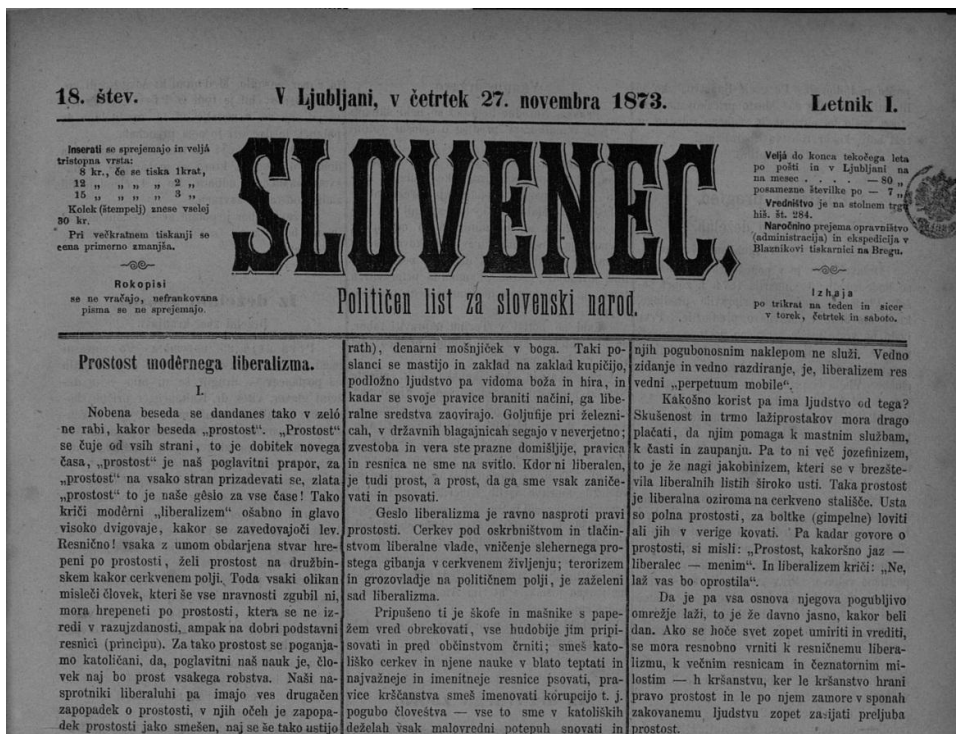 18. štev.
V Ljubljani, v četrtek 27. novembra 1873.
Letnik I.
Inserati se sprejemajo in veljá
tristopna vrsta:
8 kr., če se tiska 1krat,
12 „ „ „ „ 2 „
15 „ „ „ „ 3 „
Kolek (štempelj) znese vselej
30 kr.
Pri večkratnem tiskanji se
cena primerno zmanjša.
Rokopisi
se ne vračajo, nefrankovana
pisma se ne sprejemajo.
SLOVENEC.
Političen list za slovenski narod.
Veljá do konca tekočega leta
po pošti in v Ljubljani na
na mesec . . . . — 80 „
posamezne številke po — 7 „
Vredništvo je na stolnem trgu
hiš. št. 284.
Naročnino prejema opravništvo
(administracija) in ekspedicija v
Blaznikovi tiskarnici na Bregu.
Izhaja
po trikrat na teden in sicer
v torek, četrtek in saboto.
Prostost modêrnega liberalizma.
I.
Nobena beseda se dandanes tako v zeló
ne rabi, kakor beseda „prostost“. „Prostost“
se čuje od vsih strani, to je dobitek novega
časa, „prostost“ je naš poglavitni prapor, za
„prostost“ na vsako stran prizadevati se, zlata
„prostost“ to je naše gêslo za vse čase! Tako
kriči modêrni „liberalizem“ ošabno in glavo
visoko dvigovaje, kakor se zavedovajoči lev.
Resnično! vsaka z umom obdarjena stvar hre-
peni po prostosti, želi prostost na družbin-
skem kakor cerkvenem polji. Toda vsaki olikan
misleči človek, kteri še vse nravnosti zgubil ni,
mora hrepeneti po prostosti, ktera se ne iz-
redi v razujzdanosti, ampak na dobri podstavni
resnici (principu). Za tako prostost se poganja-
mo katoličani, da, poglavitni naš nauk je, člo-
vek naj bo prost vsakega robstva. Naši na-
sprotniki liberaluhi pa imajo ves drugačen
zapopadek o prostosti, v njih očeh je zapopa-
dek prostosti jako smešen, naj se še tako ustijo
rath), denarni mošnjiček v boga. Taki po-
slanci se mastijo in zaklad na zaklad kupičijo,
podložno ljudstvo pa vidoma boža in hira, in
kadar se svoje pravice braniti načini, ga libe-
ralne sredstva zaovirajo. Goljufije pri železni-
cah, v državnih blagajnicah segajo v neverjetno;
zvestoba in vera ste prazne domišljije, pravica
in resnica ne sme na svitlo. Kdor ni liberalen,
je tudi prost, a prost, da ga sme vsak zaniče-
vati in psovati.
Geslo liberalizma je ravno nasproti pravi
prostosti. Cerkev pod oskrbništvom in tlačin-
stvom liberalne vlade, vničenje slehernega pro-
stega gibanja v cerkvenem življenju; terorizem
in grozovladje na političnem polji, je zaželeni
sad liberalizma.
Pripušeno ti je škofe in mašnike s pape-
žem vred obrekovati, vse hudobije jim pripi-
sovati in pred občinstvom črniti; smeš kato-
liško cerkev in njene nauke v blato teptati in
najvažneje in imenitneje resnice psovati, pra-
vice krščanstva smeš imenovati kórupcijo t. j.
pogubo človeštva — vse to sme v katoliških
deželah vsak malovredni potepuh snovati in
njih pogubonosnim naklepom ne služi. Vedno
zidanje in vedno razdiranje, je, liberalizem res
vedni „perpetuum mobile“.
Kakošno korist pa ima ljudstvo od tega?
Skušenost in trmo lažiprostakov mora drago
plačati, da njim pomaga k mastnim službam,
k časti in zaupanju. Pa to ni več jozefinizem,
to je že nagi jakobinizem, kteri se v brezšte-
vila liberalnih listih široko usti. Taka prostost
je liberalna oziroma na cerkveno stališče. Usta
so polna prostosti, za boltke (gimpelne) loviti
ali jih v verige kovati. Pa kadar govore o
prostosti, si misli: „Prostost, kakoršno jaz —
liberalec — menim“. In liberalizem kriči: „Ne,
laž vas bo oprostila“.
Da je pa vsa osnova njegova pogubljivo
omrežje laži, to je že davno jasno, kakor beli
dan. Ako se hoče svet zopet umiriti in vrediti,
se mora resnobno vrniti k resničnemu libera-
lizmu, k večnim resnicam in čeznatornim mi-
lostim — h kršanstvu, ker le kršanstvo hrani
pravo prostost in le po njem zamore v sponah
zakovanemu ljudstvu zopet zasijati preljuba
prostost.